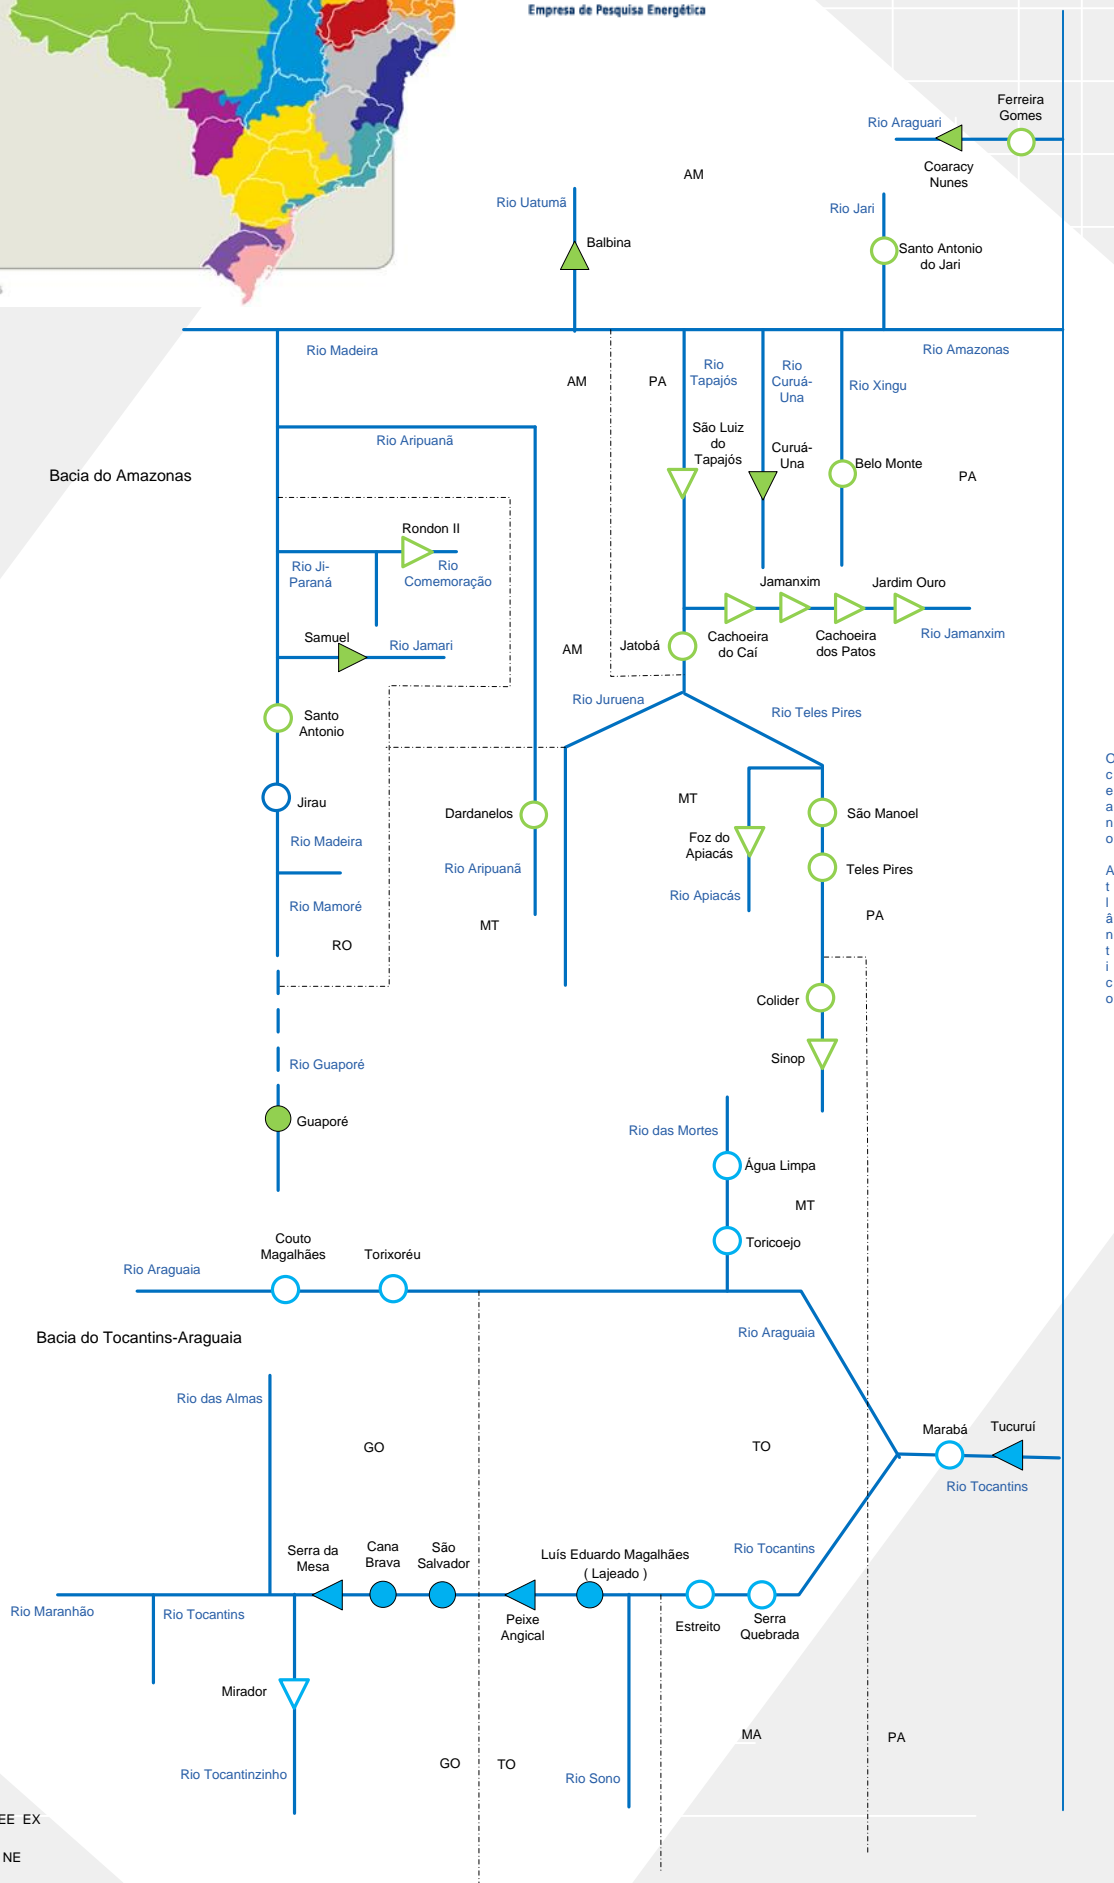 Empresa de Pesquisa Energética
Ferreira
Gomes
Rio Araguari
Coaracy
Nunes
AM
Rio Uatumã
Rio Jari
Balbina
Santo Antonio
do Jari
Rio Madeira
Rio Amazonas
AM
PA
Rio
Tapajós
Rio
Curuá-
Una
Rio Xingu
Rio Aripuanã
São Luiz
do
Tapajós
Curuá-
Una
Belo Monte
PA
Bacia do Amazonas
Rondon II
Rio Ji-
Paraná
Rio
Comemoração
Jamanxim
Jardim Ouro
Samuel
Rio Jamari
AM
Jatobá
Cachoeira
do Caí
Cachoeira
dos Patos
Rio Jamanxim
Rio Juruena
Rio Teles Pires
Santo
Antonio
Jirau
MT
Dardanelos
São Manoel
Foz do
Apiacás
Rio Madeira
Rio Aripuanã
Teles Pires
Rio Apiacás
Rio Mamoré
MT
PA
RO
O
c
e
a
n
o
A
t
l
â
n
t
i
c
o
Colider
Sinop
Rio Guaporé
Guaporé
Rio das Mortes
Água Limpa
MT
Toricoejo
Couto
Magalhães
Torixoréu
Rio Araguaia
Bacia do Tocantins-Araguaia
Rio Araguaia
Rio das Almas
GO
TO
Marabá
Tucuruí
Rio Tocantins
Serra da
Mesa
Cana
Brava
São
Salvador
Luís Eduardo Magalhães
( Lajeado )
Rio Tocantins
Rio Maranhão
Rio Tocantins
Peixe
Angical
Estreito
Serra
Quebrada
Mirador
MA
PA
GO
TO
Rio Tocantinzinho
Rio Sono
EE EX
NE